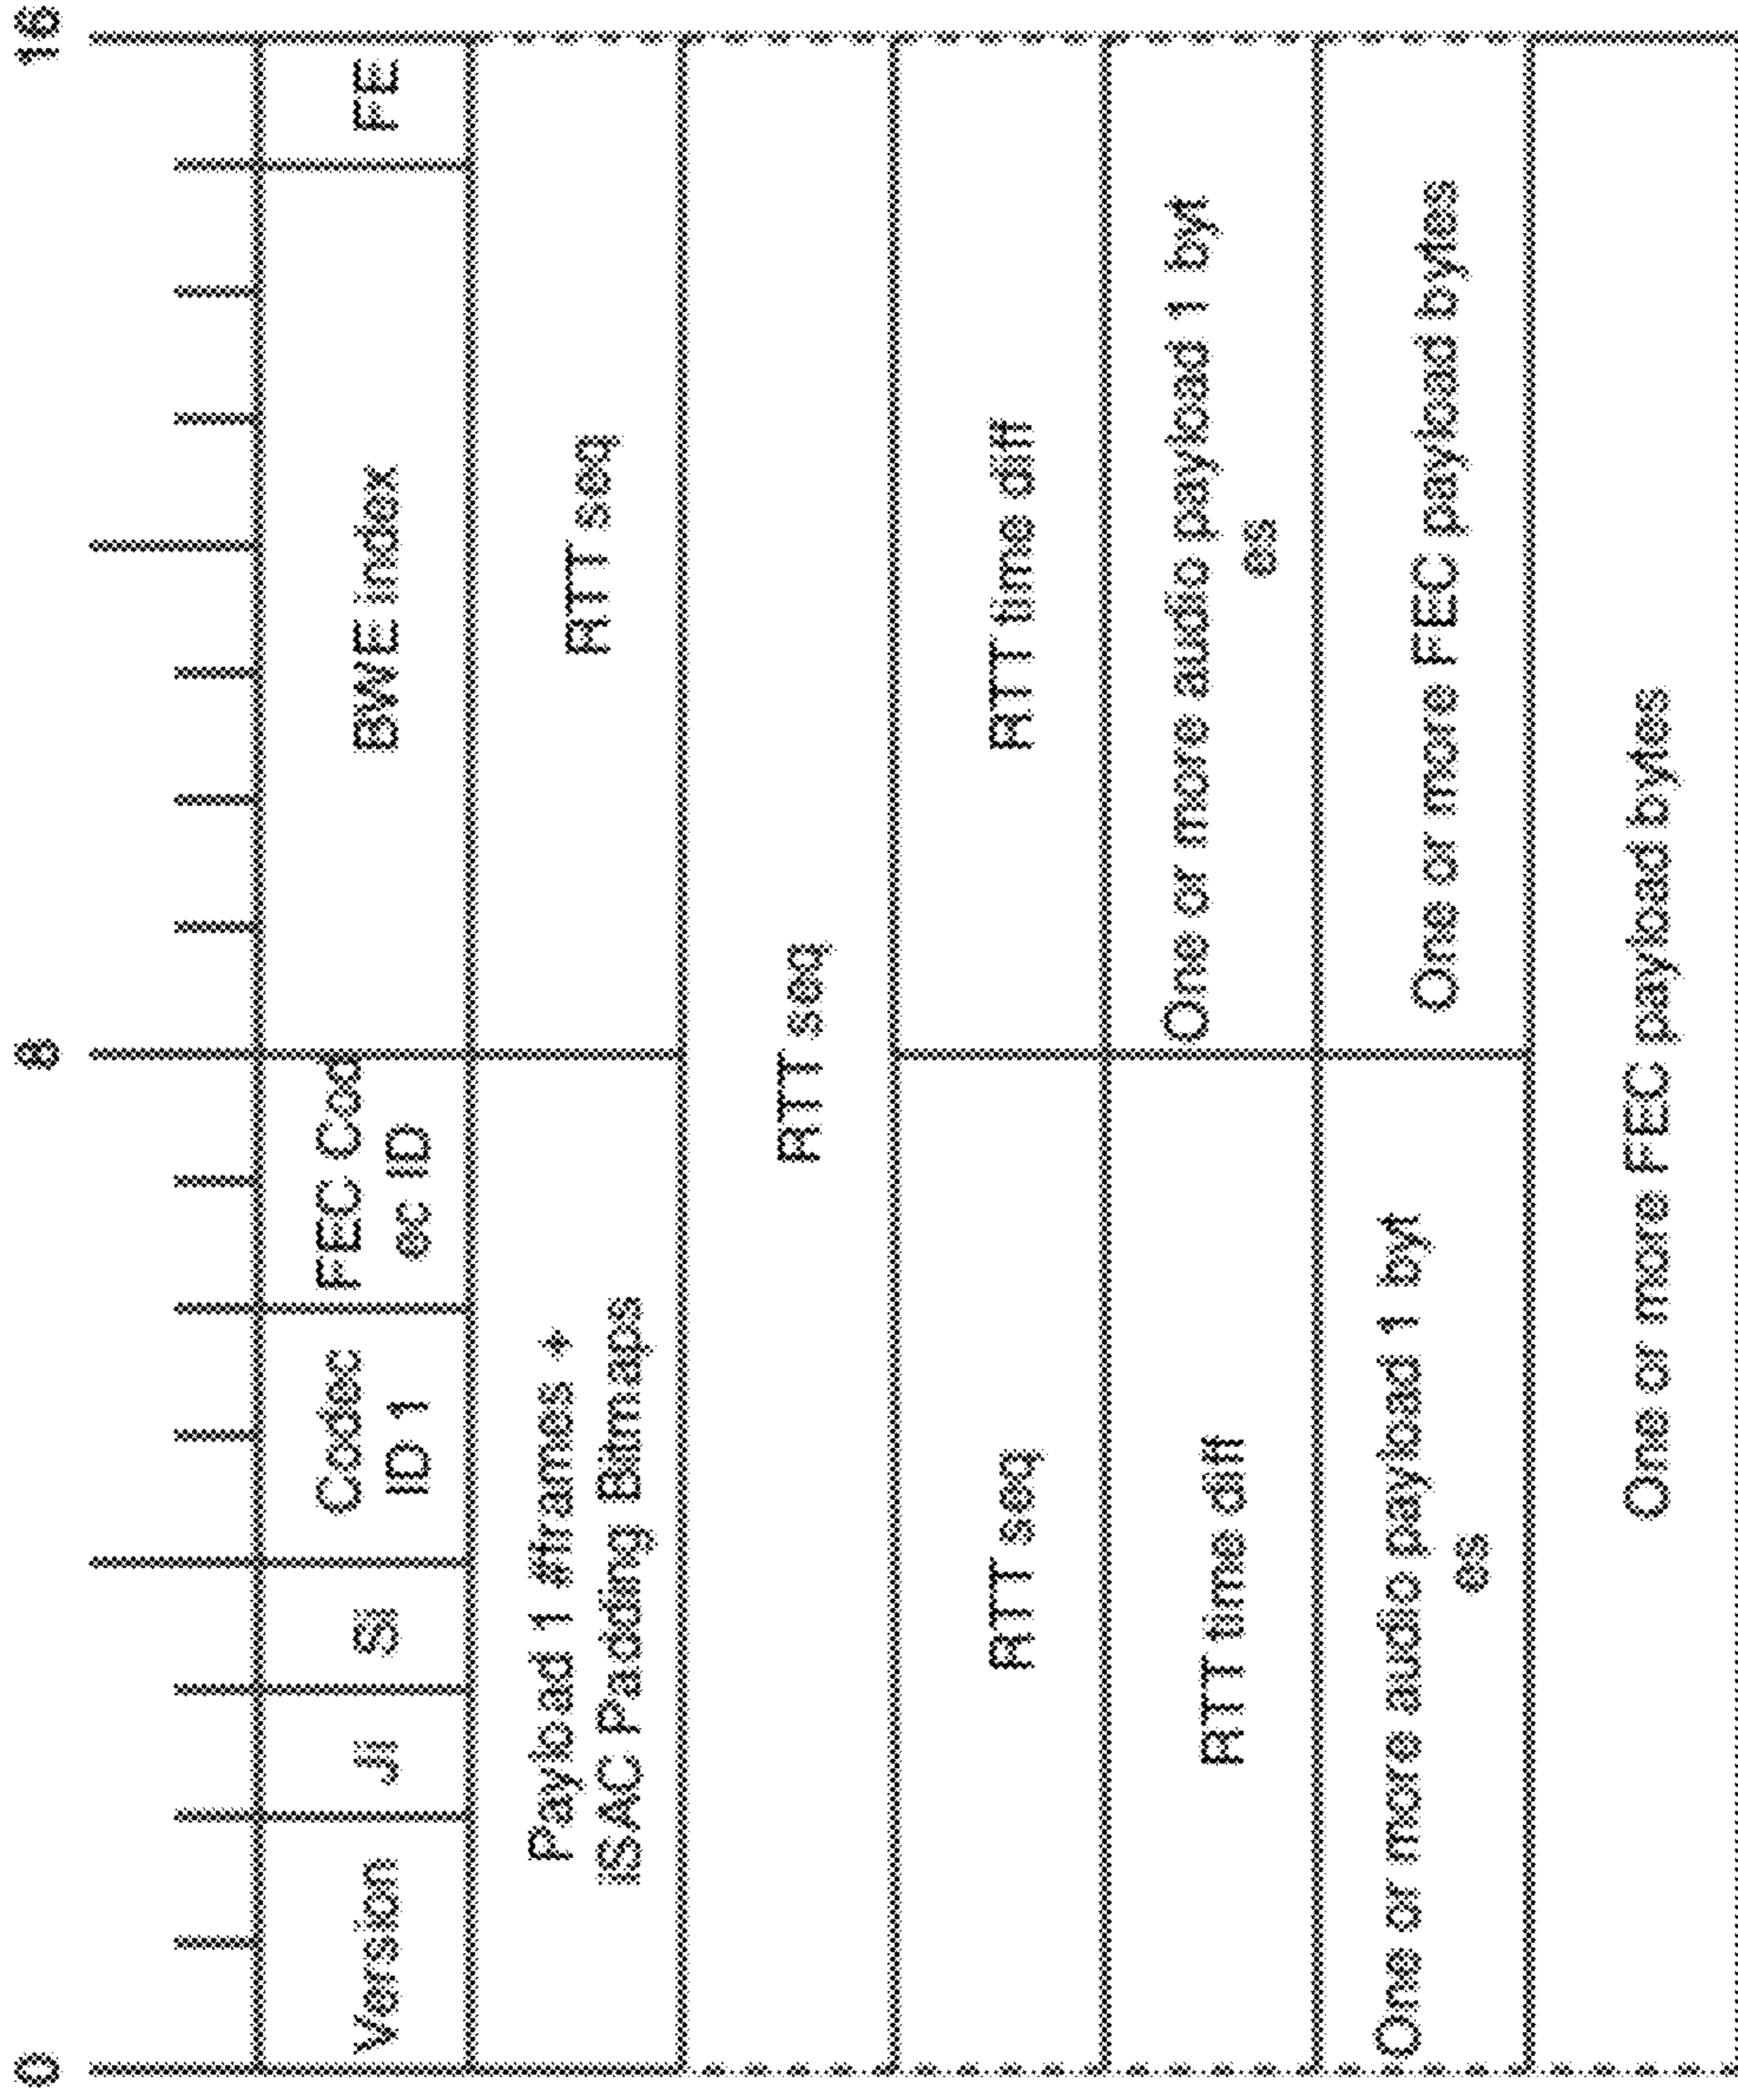 0
8
16
Version
JI
SI
Codec
ID 1
FEC Cod
ec ID
BWE index
FE
Payload 1 #frames +
iSAC Padding Bitmaps
RTT seq
RTT seq
RTT seq
RTT time diff
RTT time diff
One or more audio payload 1 byt
es
One or more audio payload 1 byt
es
One or more FEC payload bytes
One or more FEC payload bytes